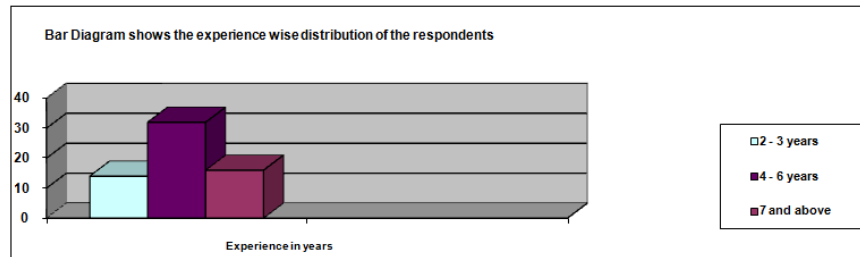 Bar Diagram shows the experience wise distribution of the respondents
40
30
20
10
0
Experience in years
2 - 3 years
4 - 6 years
7 and above